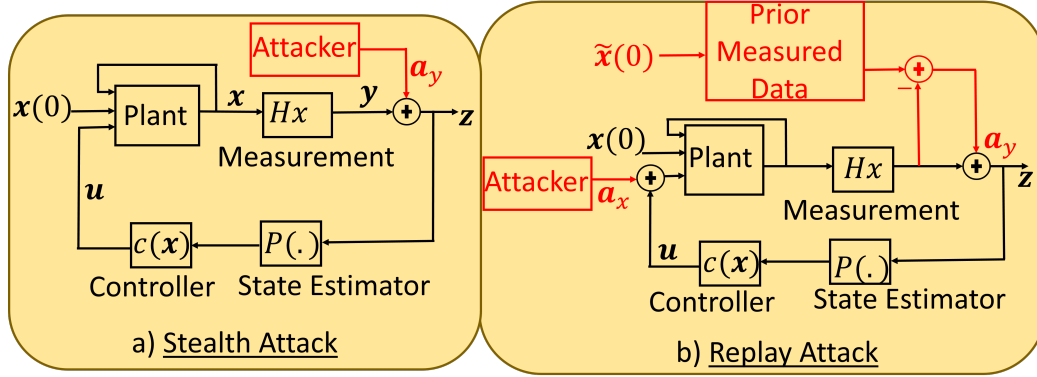 Attacker
a_y
x(0)
Plant
x
Hx
y
+
z
Measurement
u
c(x)
P(.)
Controller
State Estimator
a) Stealth Attack
x̃(0)
Prior
Measured
Data
+
−
a_y
x(0)
Plant
Attacker
a_x
+
Hx
+
z
Measurement
u
c(x)
P(.)
Controller
State Estimator
b) Replay Attack